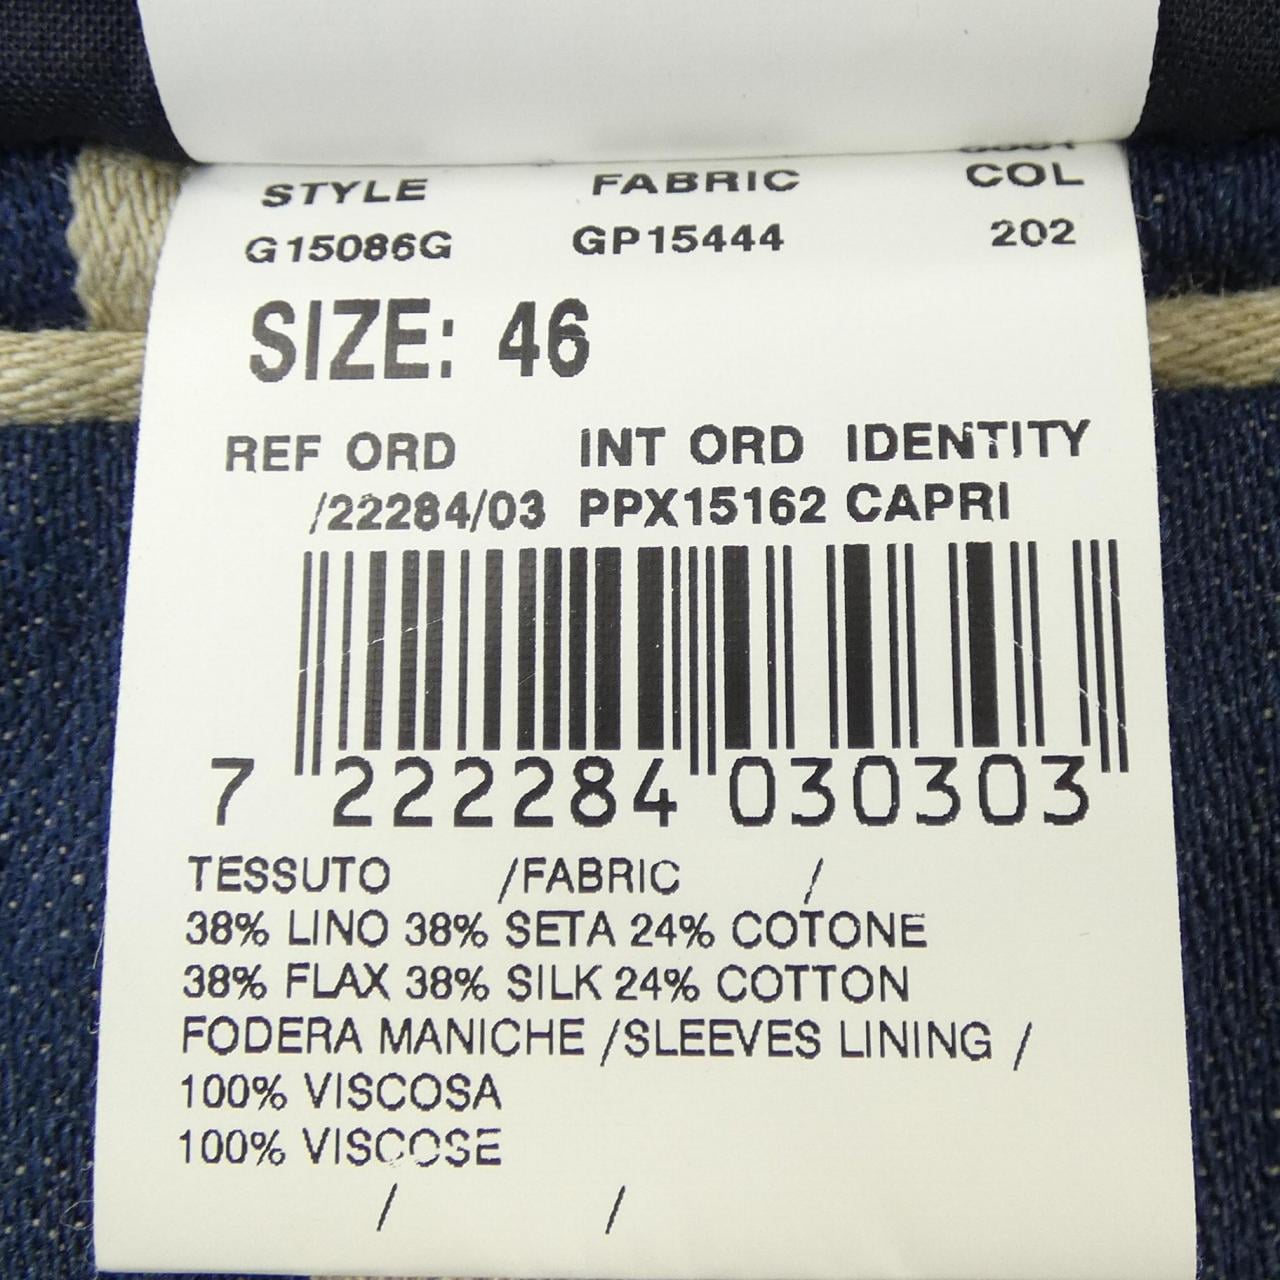 STYLE FABRIC COL
G15086G GP15444 202
SIZE: 46
REF ORD INT ORD IDENTITY
/22284/03 PPX15162 CAPRI
7 222284 030303
TESSUTO /FABRIC /
38% LINO 38% SETA 24% COTONE
38% FLAX 38% SILK 24% COTTON
FODERA MANICHE /SLEEVES LINING /
100% VISCOSA
100% VISCOSE
/ /